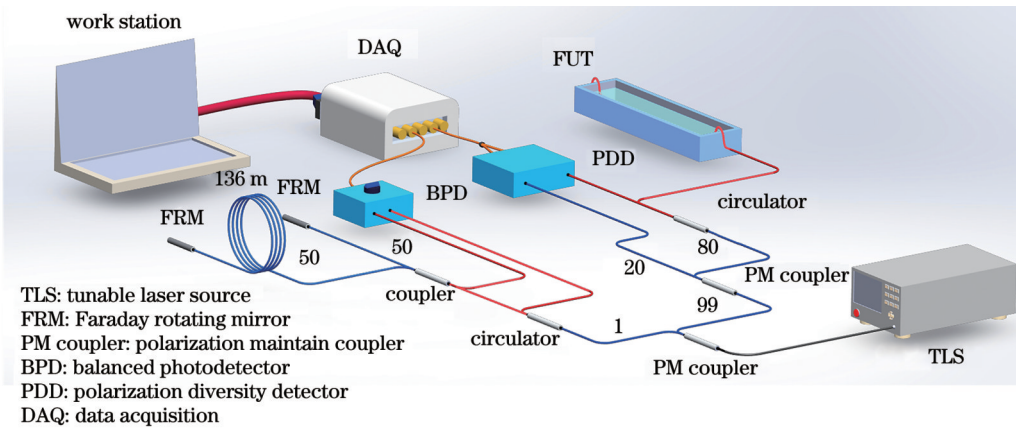 work station
DAQ
FUT
PDD
136 m
FRM
BPD
circulator
FRM
50
50
80
20
PM coupler
coupler
99
TLS: tunable laser source
FRM: Faraday rotating mirror
circulator
1
PM coupler: polarization maintain coupler
PM coupler
TLS
BPD: balanced photodetector
PDD: polarization diversity detector
DAQ: data acquisition